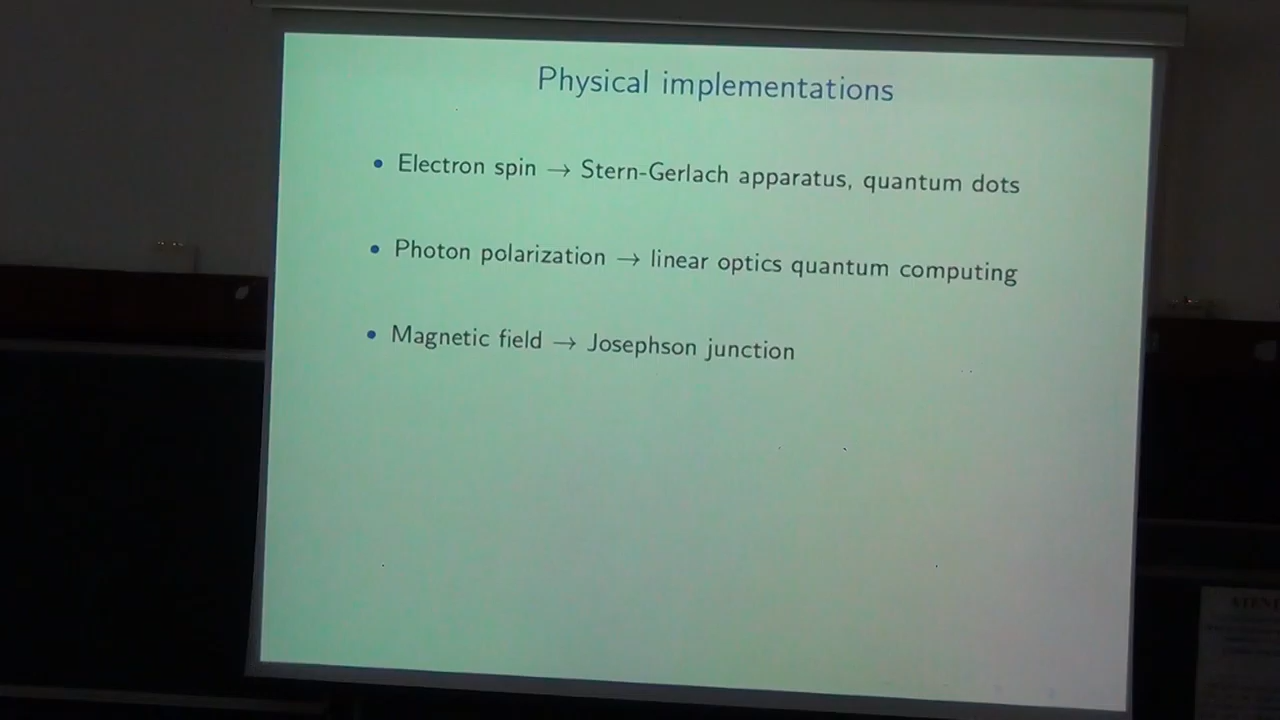 Physical implementations
• Electron spin → Stern-Gerlach apparatus, quantum dots
• Photon polarization → linear optics quantum computing
• Magnetic field → Josephson junction